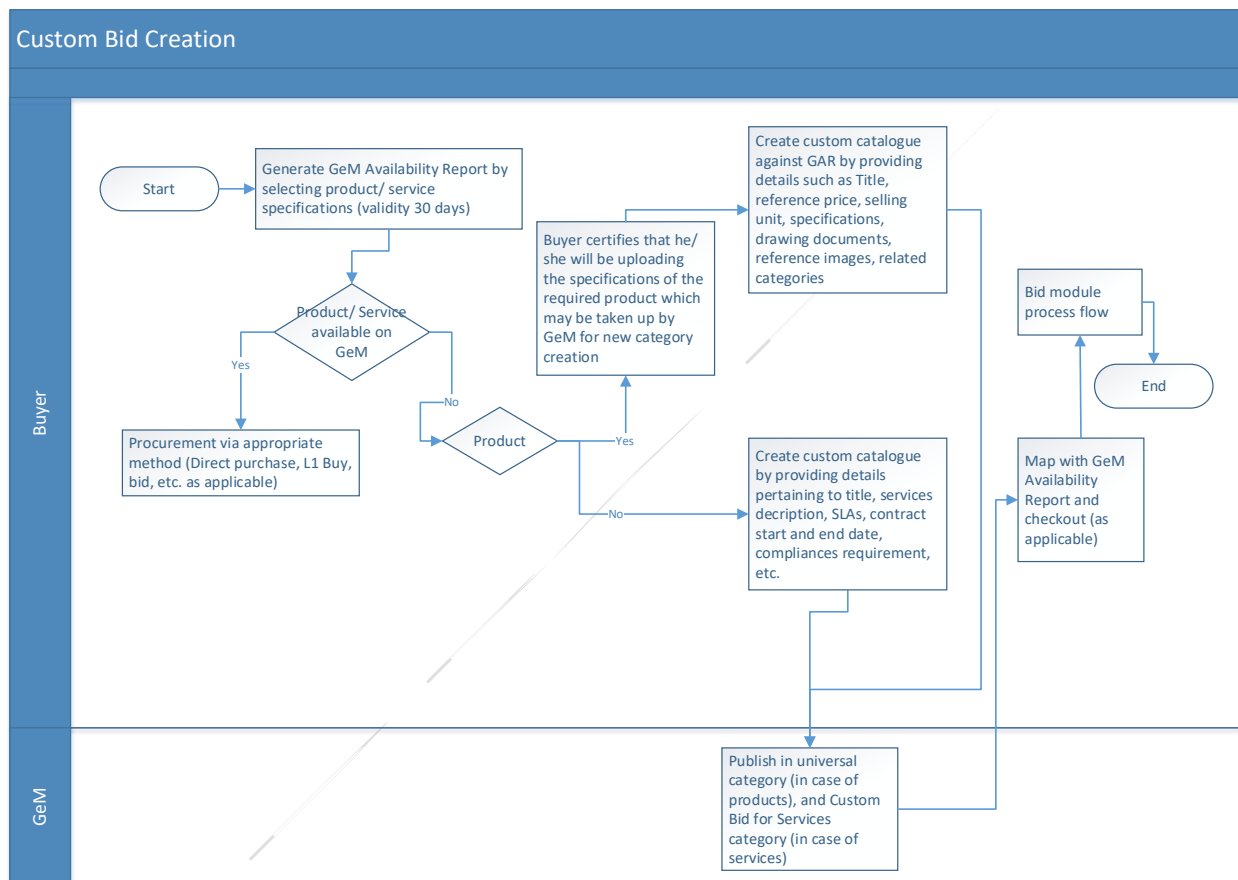 Custom Bid Creation
Buyer
Start
Generate GeM Availability Report by
selecting product/ service
specifications (validity 30 days)
Product/ Service
available on
GeM
Yes
No
Procurement via appropriate
method (Direct purchase, L1 Buy,
bid, etc. as applicable)
Product
Yes
No
Buyer certifies that he/
she will be uploading
the specifications of the
required product which
may be taken up by
GeM for new category
creation
Create custom catalogue
against GAR by providing
details such as Title,
reference price, selling
unit, specifications,
drawing documents,
reference images, related
categories
Create custom catalogue
by providing details
pertaining to title, services
decription, SLAs, contract
start and end date,
compliances requirement,
etc.
Bid module
process flow
End
Map with GeM
Availability
Report and
checkout (as
applicable)
GeM
Publish in universal
category (in case of
products), and Custom
Bid for Services
category (in case of
services)